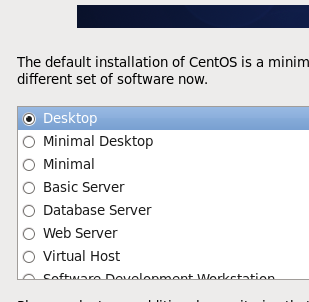 The default installation of CentOS is a minim
different set of software now.
Desktop
Minimal Desktop
Minimal
Basic Server
Database Server
Web Server
Virtual Host
Software Development Workstation